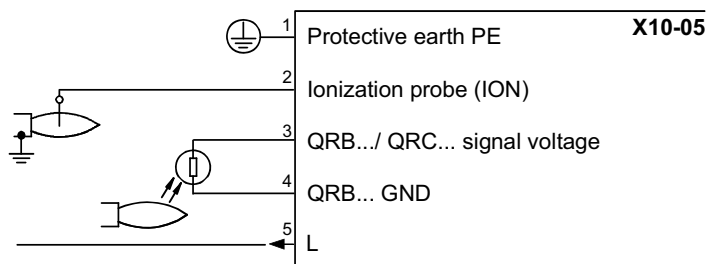 X10-05
1 Protective earth PE
2 Ionization probe (ION)
3 QRB.../ QRC... signal voltage
4 QRB... GND
5 L